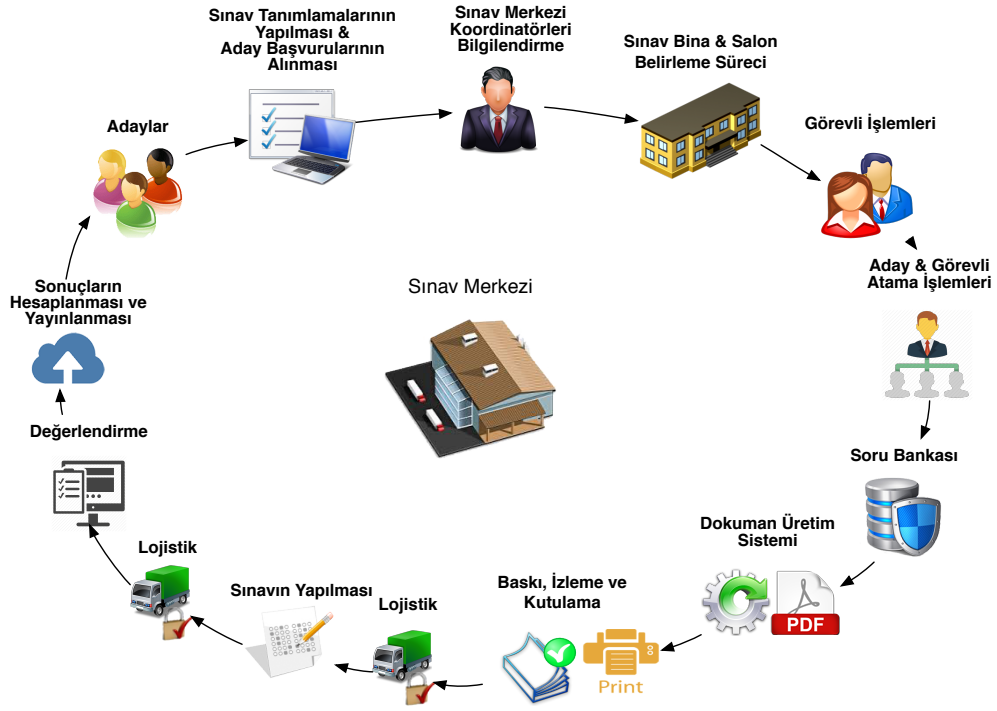 Sınav Tanımlamalarının
Yapılması &
Aday Başvurularının
Alınması
Sınav Merkezi
Koordinatörleri
Bilgilendirme
Sınav Bina & Salon
Belirleme Süreci
Görevli İşlemleri
Aday & Görevli
Atama İşlemleri
Soru Bankası
Dokuman Üretim
Sistemi
PDF
Baskı, İzleme ve
Kutulama
Print
Lojistik
Sınavın Yapılması
Lojistik
Değerlendirme
Sonuçların
Hesaplanması ve
Yayınlanması
Adaylar
Sınav Merkezi